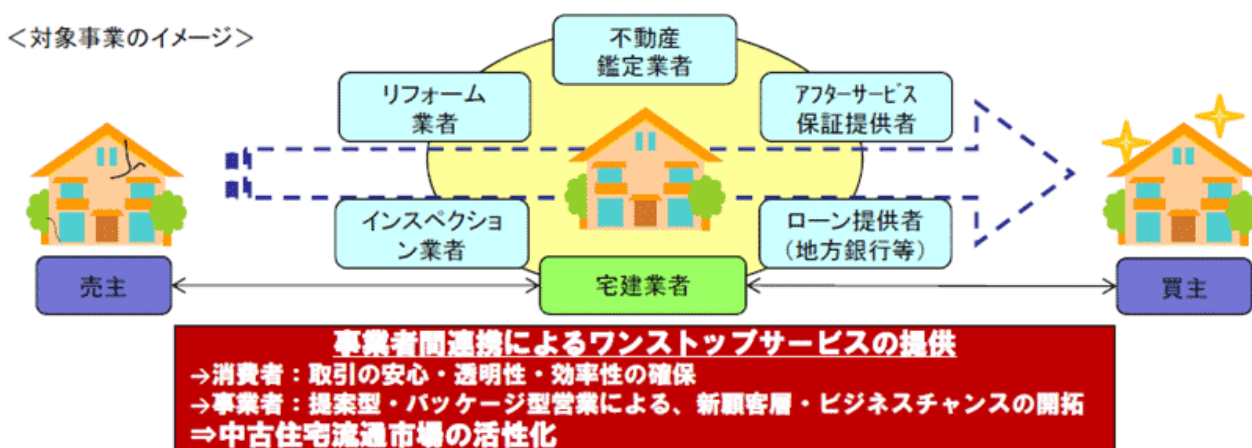 ＜対象事業のイメージ＞
不動産
鑑定業者
リフォーム
業者
ｱﾌﾀｰｻｰﾋﾞｽ
保証提供者
インスペクショ
ン業者
ローン提供者
（地方銀行等）
売主
宅建業者
買主
事業者間連携によるワンストップサービスの提供
→消費者：取引の安心・透明性・効率性の確保
→事業者：提案型・パッケージ型営業による、新顧客層・ビジネスチャンスの開拓
⇒中古住宅流通市場の活性化